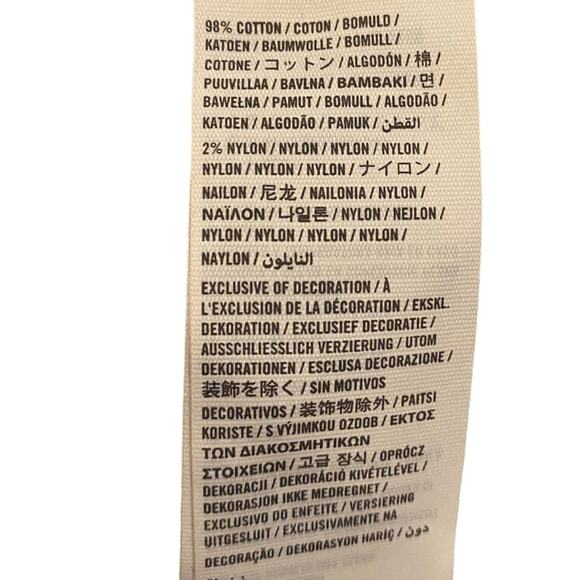 98% COTTON / COTON / BOMULD /
KATOEN / BAUMWOLLE / BOMULL /
COTONE / コットン / ALGODÓN / 棉 /
PUUVILLAA / BAVLNA / BAMBAKI / 면 /
BAWEŁNA / PAMUT / BOMULL / ALGODÃO /
KATOEN / ALGODÃO / PAMUK / القطن
2% NYLON / NYLON / NYLON / NYLON /
NYLON / NYLON / NYLON / ナイロン /
NAILON / 尼龙 / NAILONIA / NYLON /
ΝΑΪΛΟΝ / 나일론 / NYLON / NEJLON /
NYLON / NYLON / NYLON / NYLON /
NAYLON / النايلون
EXCLUSIVE OF DECORATION / À
L'EXCLUSION DE LA DÉCORATION / EKSKL.
DEKORATION / EXCLUSIEF DECORATIE /
AUSSCHLIESSLICH VERZIERUNG / UTOM
DEKORATIONEN / ESCLUSA DECORAZIONE /
装飾を除く / SIN MOTIVOS
DECORATIVOS / 装饰物除外 / PAITSI
KORISTE / S VÝJIMKOU OZDOB / ΕΚΤΟΣ
ΤΩΝ ΔΙΑΚΟΣΜΗΤΙΚΩΝ
ΣΤΟΙΧΕΙΩΝ / 고급 장식 / OPRÓCZ
DEKORACJI / DEKORÁCIÓ KIVÉTELÉVEL /
DEKORASJON IKKE MEDREGNET /
EXCLUSIVO DO ENFEITE / VERSIERING
UITGESLUIT / EXCLUSIVAMENTE NA
DECORAÇÃO / DEKORASYON HARİÇ / دون